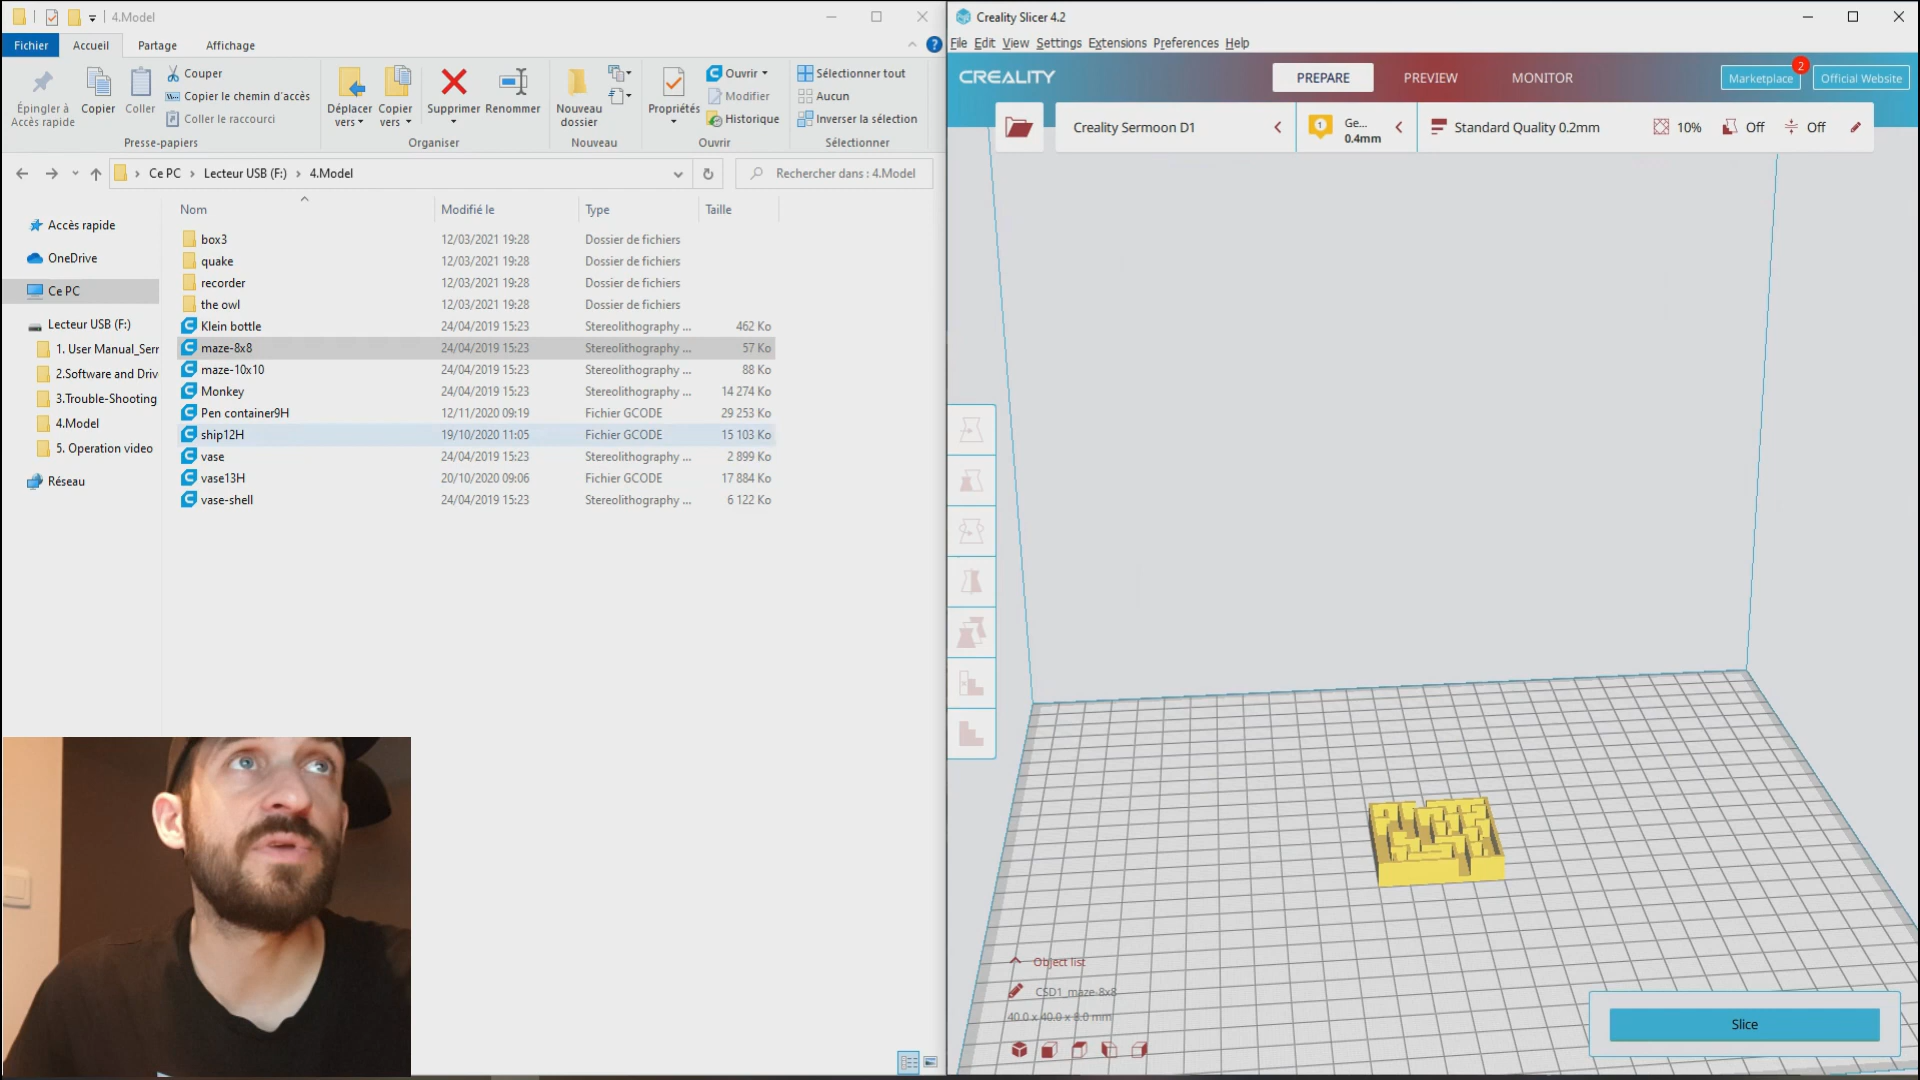 4.Model
Fichier Accueil Partage Affichage
Épingler à
Accès rapide
Copier
Coller
Couper
Copier le chemin d'accès
Coller le raccourci
Presse-papiers
Déplacer
vers
Copier
vers
Supprimer
Renommer
Organiser
Nouveau
dossier
Nouveau
Propriétés
Ouvrir
Modifier
Historique
Ouvrir
Sélectionner tout
Aucun
Inverser la sélection
Sélectionner
Ce PC > Lecteur USB (F:) > 4.Model
Rechercher dans : 4.Model
Accès rapide
OneDrive
Ce PC
Lecteur USB (F:)
1. User Manual_Serr
2.Software and Driv
3.Trouble-Shooting
4.Model
5. Operation video
Réseau
Nom Modifié le Type Taille
box3 12/03/2021 19:28 Dossier de fichiers
quake 12/03/2021 19:28 Dossier de fichiers
recorder 12/03/2021 19:28 Dossier de fichiers
the owl 12/03/2021 19:28 Dossier de fichiers
Klein bottle 24/04/2019 15:23 Stereolithography ... 462 Ko
maze-8x8 24/04/2019 15:23 Stereolithography ... 57 Ko
maze-10x10 24/04/2019 15:23 Stereolithography ... 88 Ko
Monkey 24/04/2019 15:23 Stereolithography ... 14 274 Ko
Pen container9H 12/11/2020 09:19 Fichier GCODE 29 253 Ko
ship12H 19/10/2020 11:05 Fichier GCODE 15 103 Ko
vase 24/04/2019 15:23 Stereolithography ... 2 899 Ko
vase13H 20/10/2020 09:06 Fichier GCODE 17 884 Ko
vase-shell 24/04/2019 15:23 Stereolithography ... 6 122 Ko
Creality Slicer 4.2
File Edit View Settings Extensions Preferences Help
CREALITY
PREPARE PREVIEW MONITOR
Marketplace 2 Official Website
Creality Sermoon D1
1
Ge...
0.4mm
Standard Quality 0.2mm 10% Off Off
Object list
CSD1_maze-8x8
40.0 x 40.0 x 8.0 mm
Slice